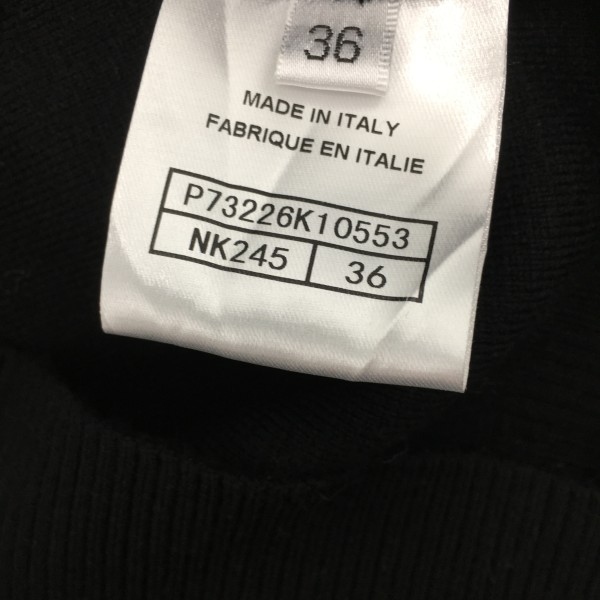 36
MADE IN ITALY
FABRIQUE EN ITALIE
P73226K10553
NK245 36